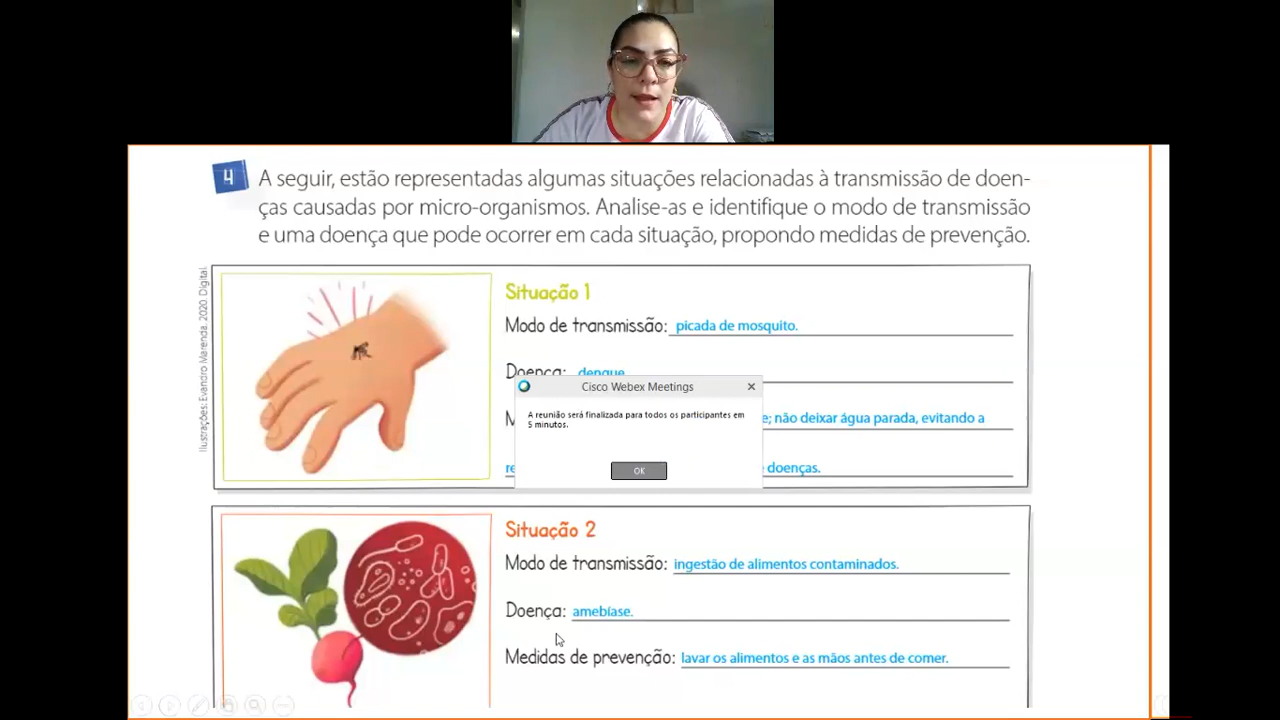 4 A seguir, estão representadas algumas situações relacionadas à transmissão de doen-
ças causadas por micro-organismos. Analise-as e identifique o modo de transmissão
e uma doença que pode ocorrer em cada situação, propondo medidas de prevenção.
Ilustrações: Evandro Marenda. 2020. Digital.
Situação 1
Modo de transmissão: picada de mosquito.
Doença: dengue.
Cisco Webex Meetings
A reunião será finalizada para todos os participantes em
5 minutos.
OK
M e; não deixar água parada, evitando a
re doenças.
Situação 2
Modo de transmissão: ingestão de alimentos contaminados.
Doença: amebíase.
Medidas de prevenção: lavar os alimentos e as mãos antes de comer.